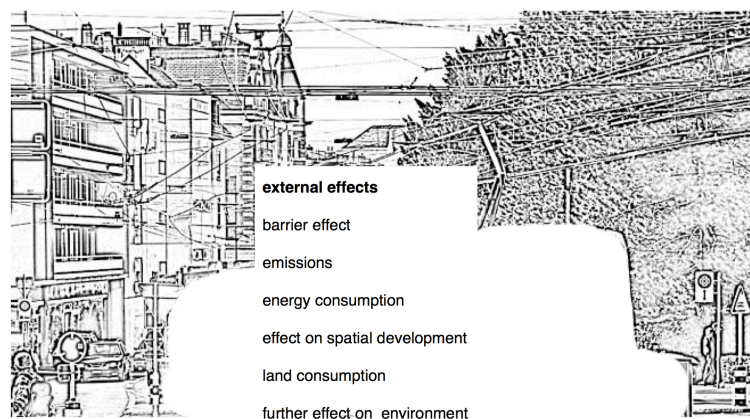 external effects
barrier effect
emissions
energy consumption
effect on spatial development
land consumption
further effect on  environment